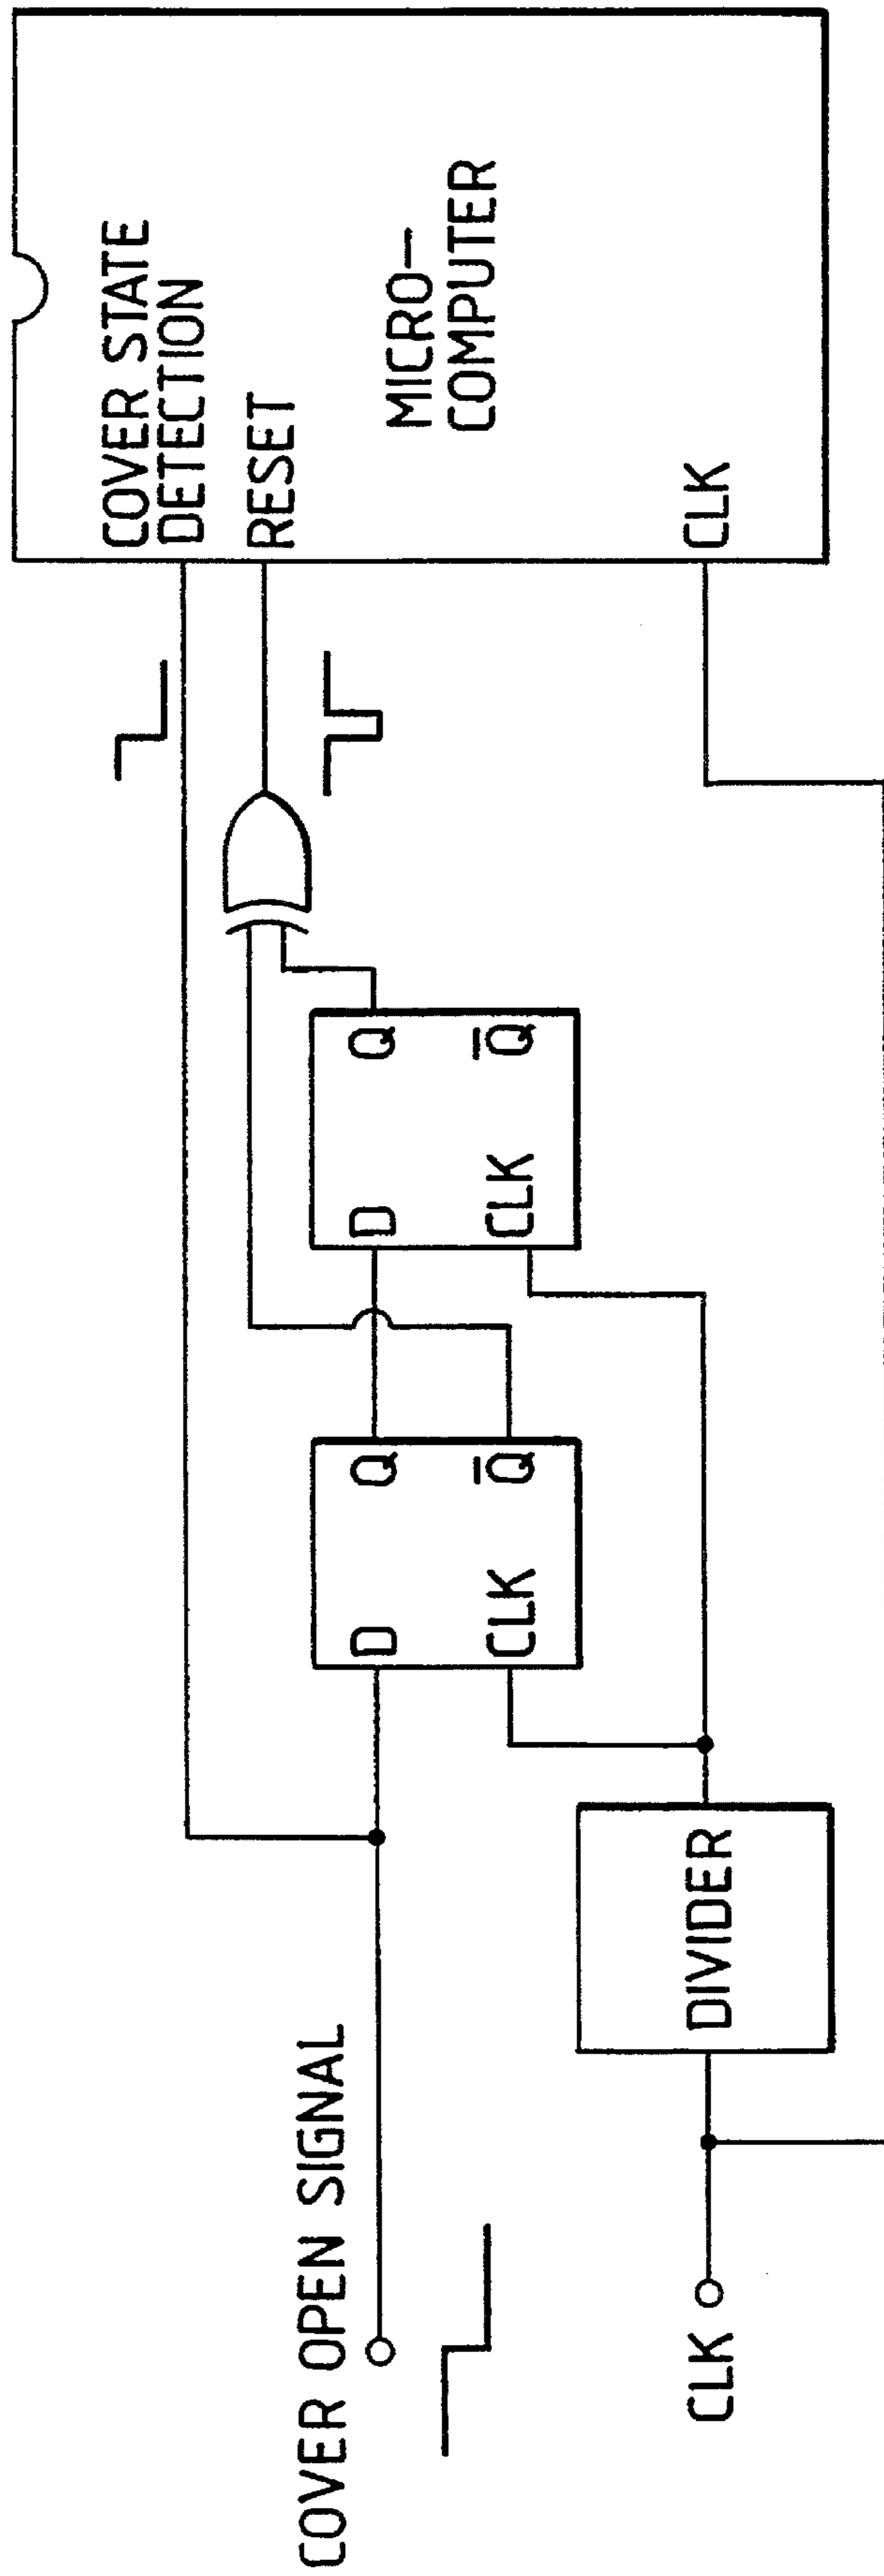 COVER OPEN SIGNAL
CLK
DIVIDER
D
Q
CLK
Q̅
D
Q
CLK
Q̅
COVER STATE
DETECTION
RESET
MICRO-
COMPUTER
CLK